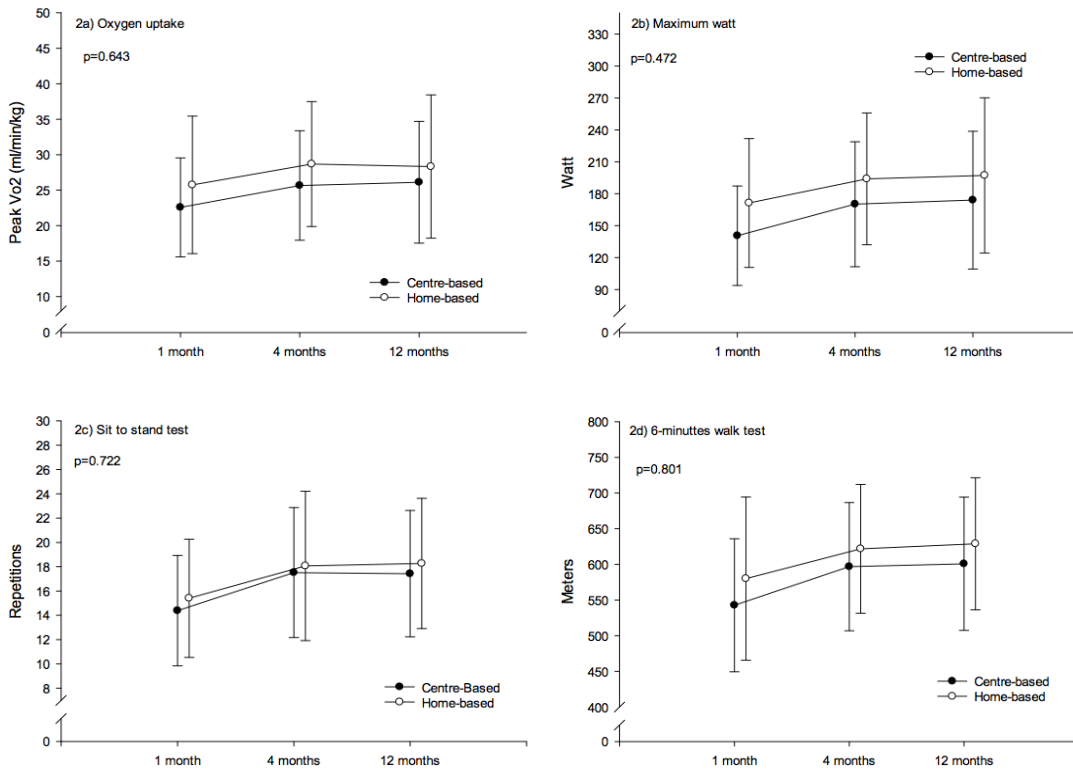 2a) Oxygen uptake
p=0.643
Peak Vo2 (ml/min/kg)
50
45
40
35
30
25
20
15
10
0
Centre-based
Home-based
1 month 4 months 12 months
2b) Maximum watt
p=0.472
Watt
330
300
270
240
210
180
150
120
90
0
Centre-based
Home-based
1 month 4 months 12 months
2c) Sit to stand test
p=0.722
Repetitions
30
28
26
24
22
20
18
16
14
12
10
8
0
Centre-Based
Home-based
1 month 4 months 12 months
2d) 6-minuttes walk test
p=0.801
Meters
800
750
700
650
600
550
500
450
400
0
Centre-based
Home-based
1 month 4 months 12 months